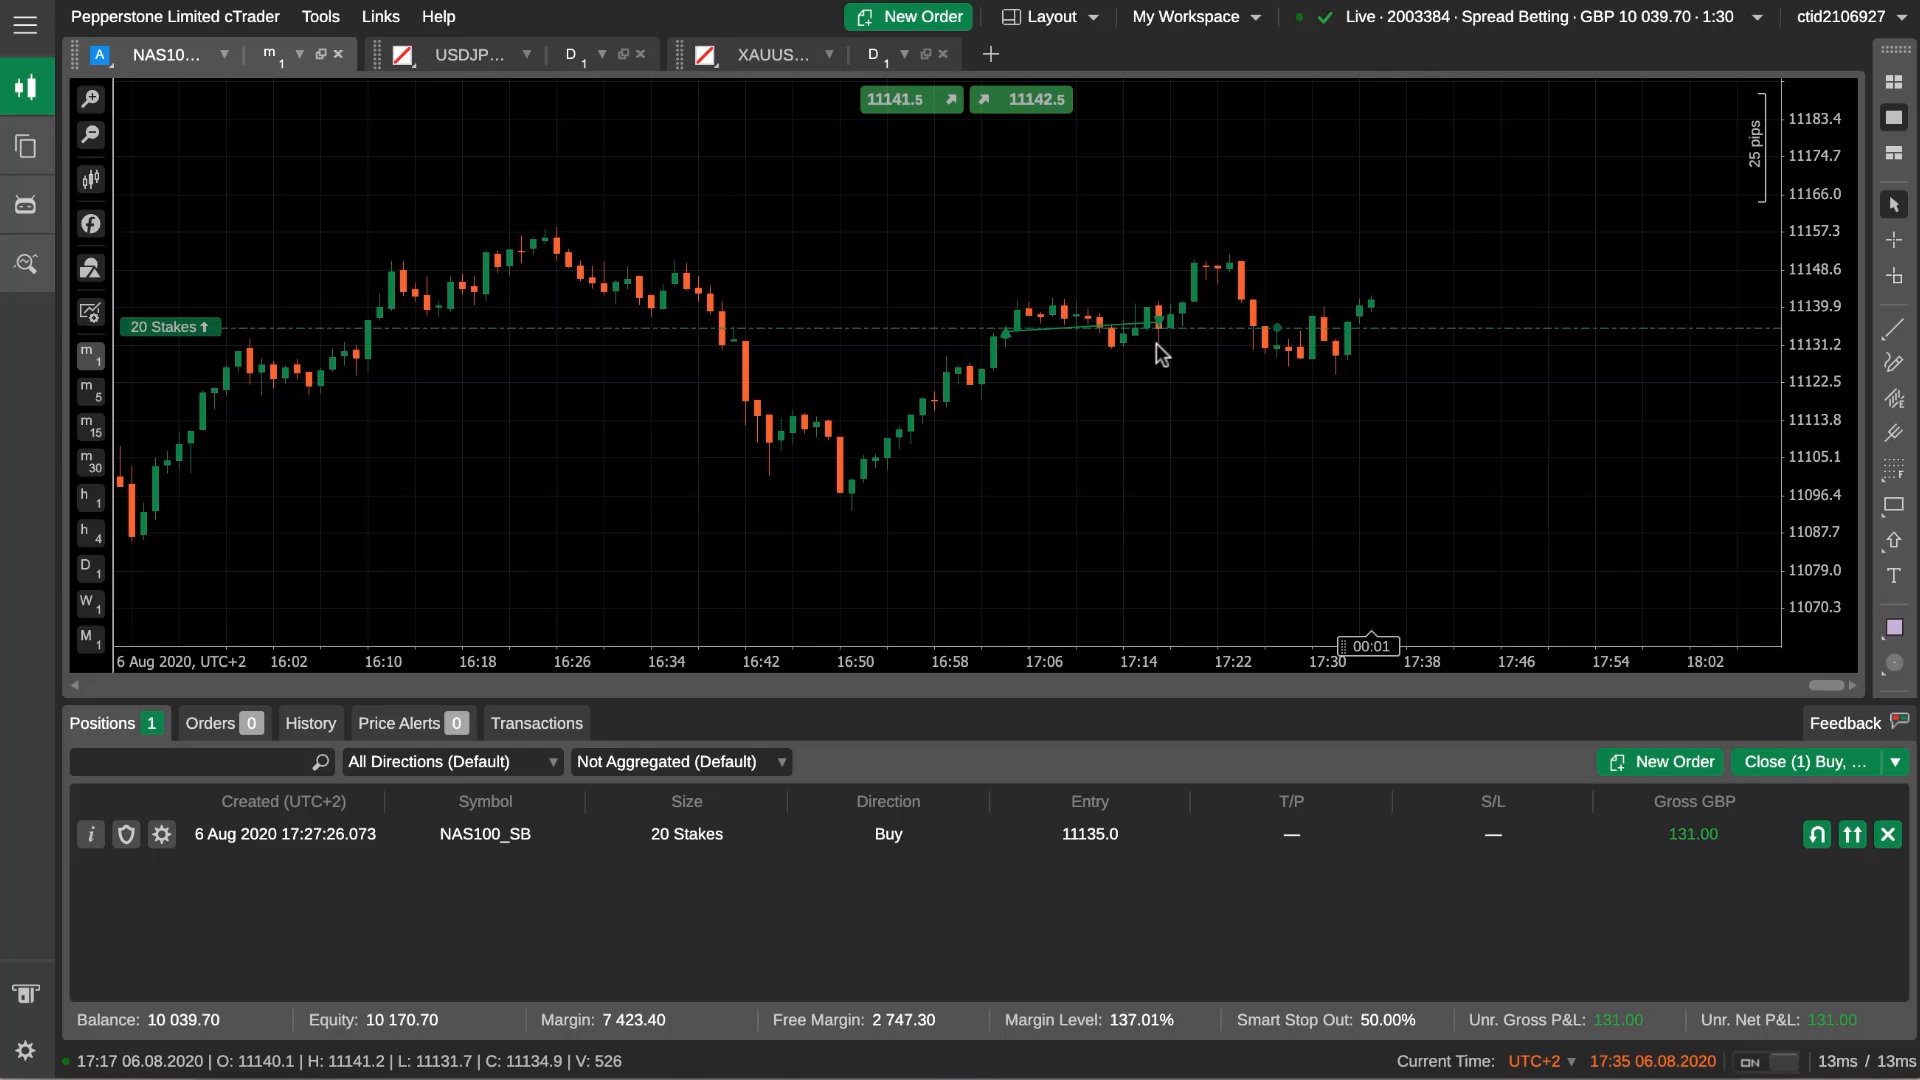 Pepperstone Limited cTrader Tools Links Help New Order Layout My Workspace Live · 2003384 · Spread Betting · GBP 10 039.70 · 1:30 ctid2106927
A NAS10... m 1 USDJP... D 1 XAUUS... D 1
11141.5 11142.5
25 pips
11183.4
11174.7
11166.0
11157.3
11148.6
11139.9
11131.2
11122.5
11113.8
11105.1
11096.4
11087.7
11079.0
11070.3
20 Stakes
m 1
m 5
m 15
m 30
h 1
h 4
D 1
W 1
M 1
T
00:01
6 Aug 2020, UTC+2 16:02 16:10 16:18 16:26 16:34 16:42 16:50 16:58 17:06 17:14 17:22 17:30 17:38 17:46 17:54 18:02
Positions 1 Orders 0 History Price Alerts 0 Transactions Feedback
All Directions (Default) Not Aggregated (Default) New Order Close (1) Buy, ...
Created (UTC+2) Symbol Size Direction Entry T/P S/L Gross GBP
i 6 Aug 2020 17:27:26.073 NAS100_SB 20 Stakes Buy 11135.0 — — 131.00
Balance: 10 039.70 Equity: 10 170.70 Margin: 7 423.40 Free Margin: 2 747.30 Margin Level: 137.01% Smart Stop Out: 50.00% Unr. Gross P&L: 131.00 Unr. Net P&L: 131.00
17:17 06.08.2020 | O: 11140.1 | H: 11141.2 | L: 11131.7 | C: 11134.9 | V: 526 Current Time: UTC+2 17:35 06.08.2020 ON 13ms / 13ms